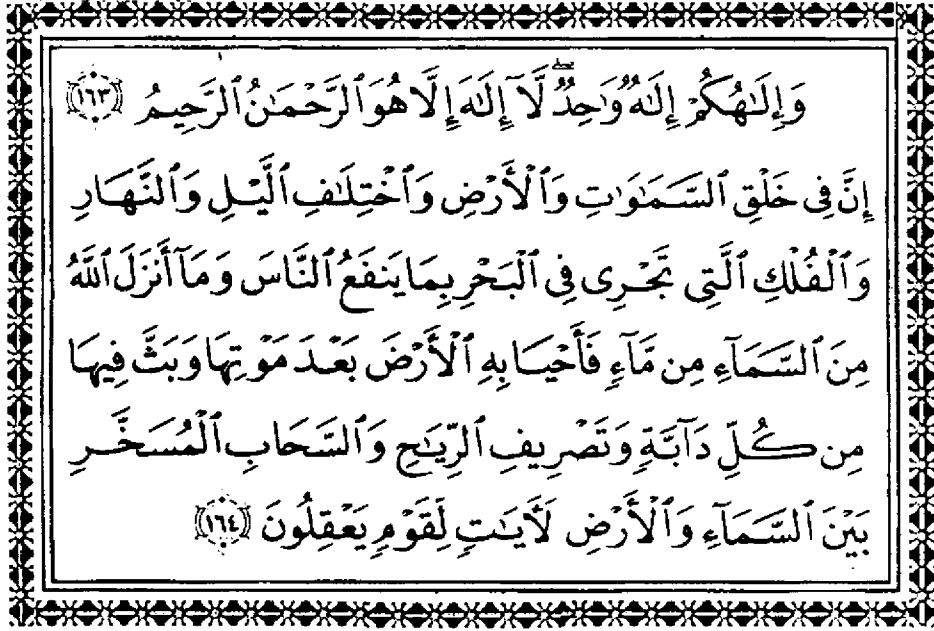 وَإِلَٰهُكُمْ إِلَٰهٌ وَٰحِدٌ ۖ لَّآ إِلَٰهَ إِلَّا هُوَ ٱلرَّحْمَٰنُ ٱلرَّحِيمُ ﴿١٦٣﴾
إِنَّ فِى خَلْقِ ٱلسَّمَٰوَٰتِ وَٱلْأَرْضِ وَٱخْتِلَٰفِ ٱلَّيْلِ وَٱلنَّهَارِ
وَٱلْفُلْكِ ٱلَّتِى تَجْرِى فِى ٱلْبَحْرِ بِمَا يَنفَعُ ٱلنَّاسَ وَمَآ أَنزَلَ ٱللَّهُ
مِنَ ٱلسَّمَآءِ مِن مَّآءٍ فَأَحْيَا بِهِ ٱلْأَرْضَ بَعْدَ مَوْتِهَا وَبَثَّ فِيهَا
مِن كُلِّ دَآبَّةٍ وَتَصْرِيفِ ٱلرِّيَٰحِ وَٱلسَّحَابِ ٱلْمُسَخَّرِ
بَيْنَ ٱلسَّمَآءِ وَٱلْأَرْضِ لَءَايَٰتٍ لِّقَوْمٍ يَعْقِلُونَ ﴿١٦٤﴾